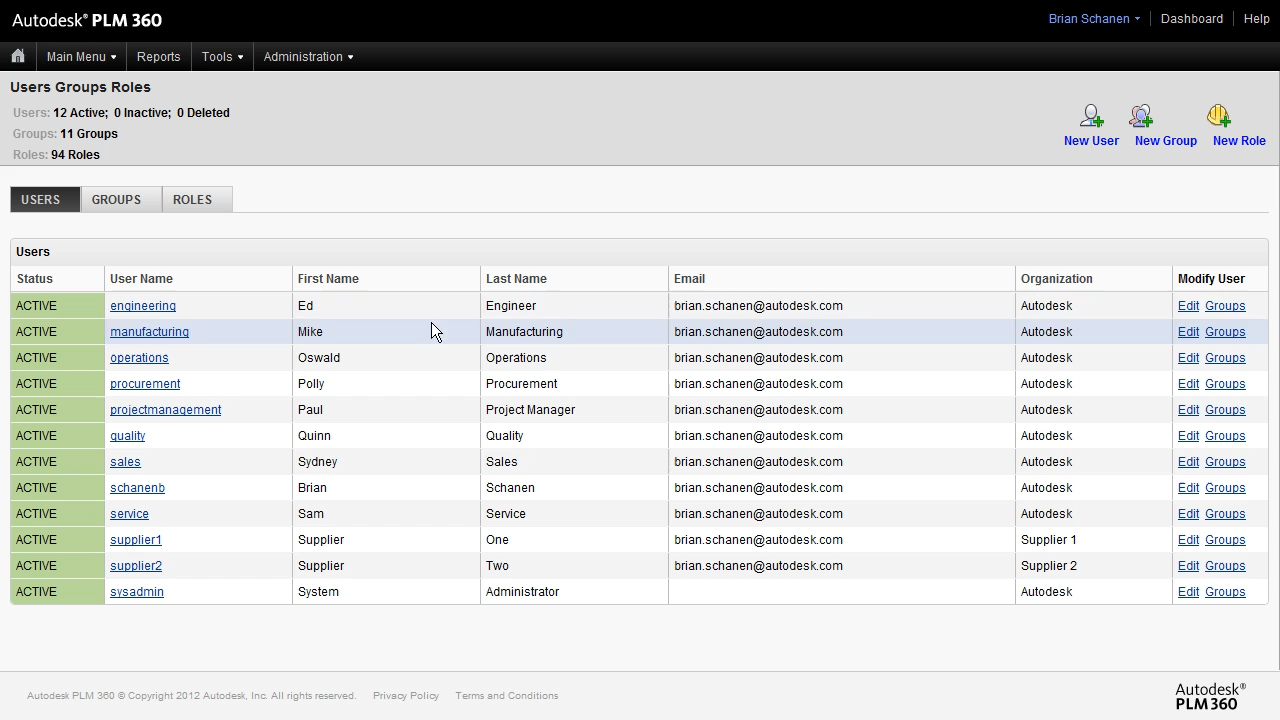 Autodesk® PLM 360
Brian Schanen Dashboard Help
Main Menu Reports Tools Administration
Users Groups Roles
Users: 12 Active; 0 Inactive; 0 Deleted
Groups: 11 Groups
Roles: 94 Roles
New User New Group New Role
USERS GROUPS ROLES
Users
Status User Name First Name Last Name Email Organization Modify User
ACTIVE engineering Ed Engineer brian.schanen@autodesk.com Autodesk Edit Groups
ACTIVE manufacturing Mike Manufacturing brian.schanen@autodesk.com Autodesk Edit Groups
ACTIVE operations Oswald Operations brian.schanen@autodesk.com Autodesk Edit Groups
ACTIVE procurement Polly Procurement brian.schanen@autodesk.com Autodesk Edit Groups
ACTIVE projectmanagement Paul Project Manager brian.schanen@autodesk.com Autodesk Edit Groups
ACTIVE quality Quinn Quality brian.schanen@autodesk.com Autodesk Edit Groups
ACTIVE sales Sydney Sales brian.schanen@autodesk.com Autodesk Edit Groups
ACTIVE schanenb Brian Schanen brian.schanen@autodesk.com Autodesk Edit Groups
ACTIVE service Sam Service brian.schanen@autodesk.com Autodesk Edit Groups
ACTIVE supplier1 Supplier One brian.schanen@autodesk.com Supplier 1 Edit Groups
ACTIVE supplier2 Supplier Two brian.schanen@autodesk.com Supplier 2 Edit Groups
ACTIVE sysadmin System Administrator Autodesk Edit Groups
Autodesk PLM 360 © Copyright 2012 Autodesk, Inc. All rights reserved. Privacy Policy Terms and Conditions
Autodesk®
PLM 360